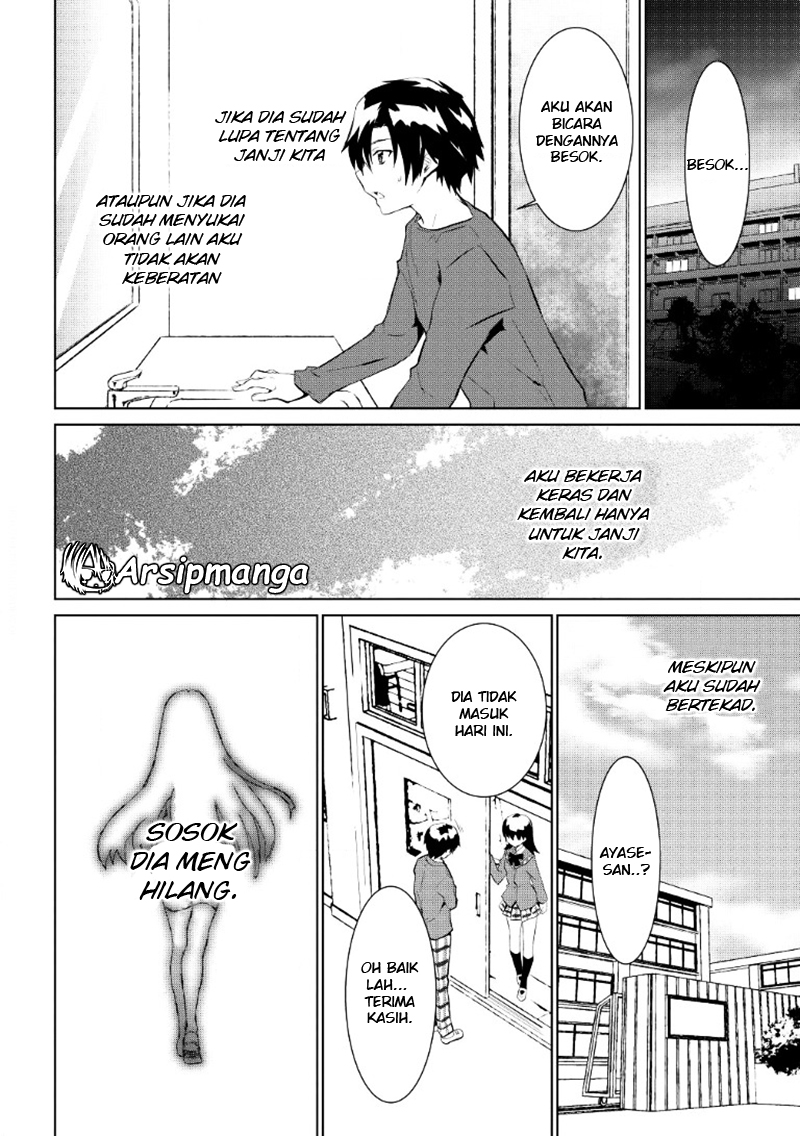 BESOK...
AKU AKAN
BICARA
DENGANNYA
BESOK.
JIKA DIA SUDAH
LUPA TENTANG
JANJI KITA
ATAUPUN JIKA DIA
SUDAH MENYUKAI
ORANG LAIN AKU
TIDAK AKAN
KEBERATAN
AKU BEKERJA
KERAS DAN
KEMBALI HANYA
UNTUK JANJI
KITA.
Arsipmanga
MESKIPUN
AKU SUDAH
BERTEKAD.
AYASE-
SAN..?
DIA TIDAK
MASUK
HARI INI.
OH BAIK
LAH...
TERIMA
KASIH.
SOSOK
DIA MENG
HILANG.